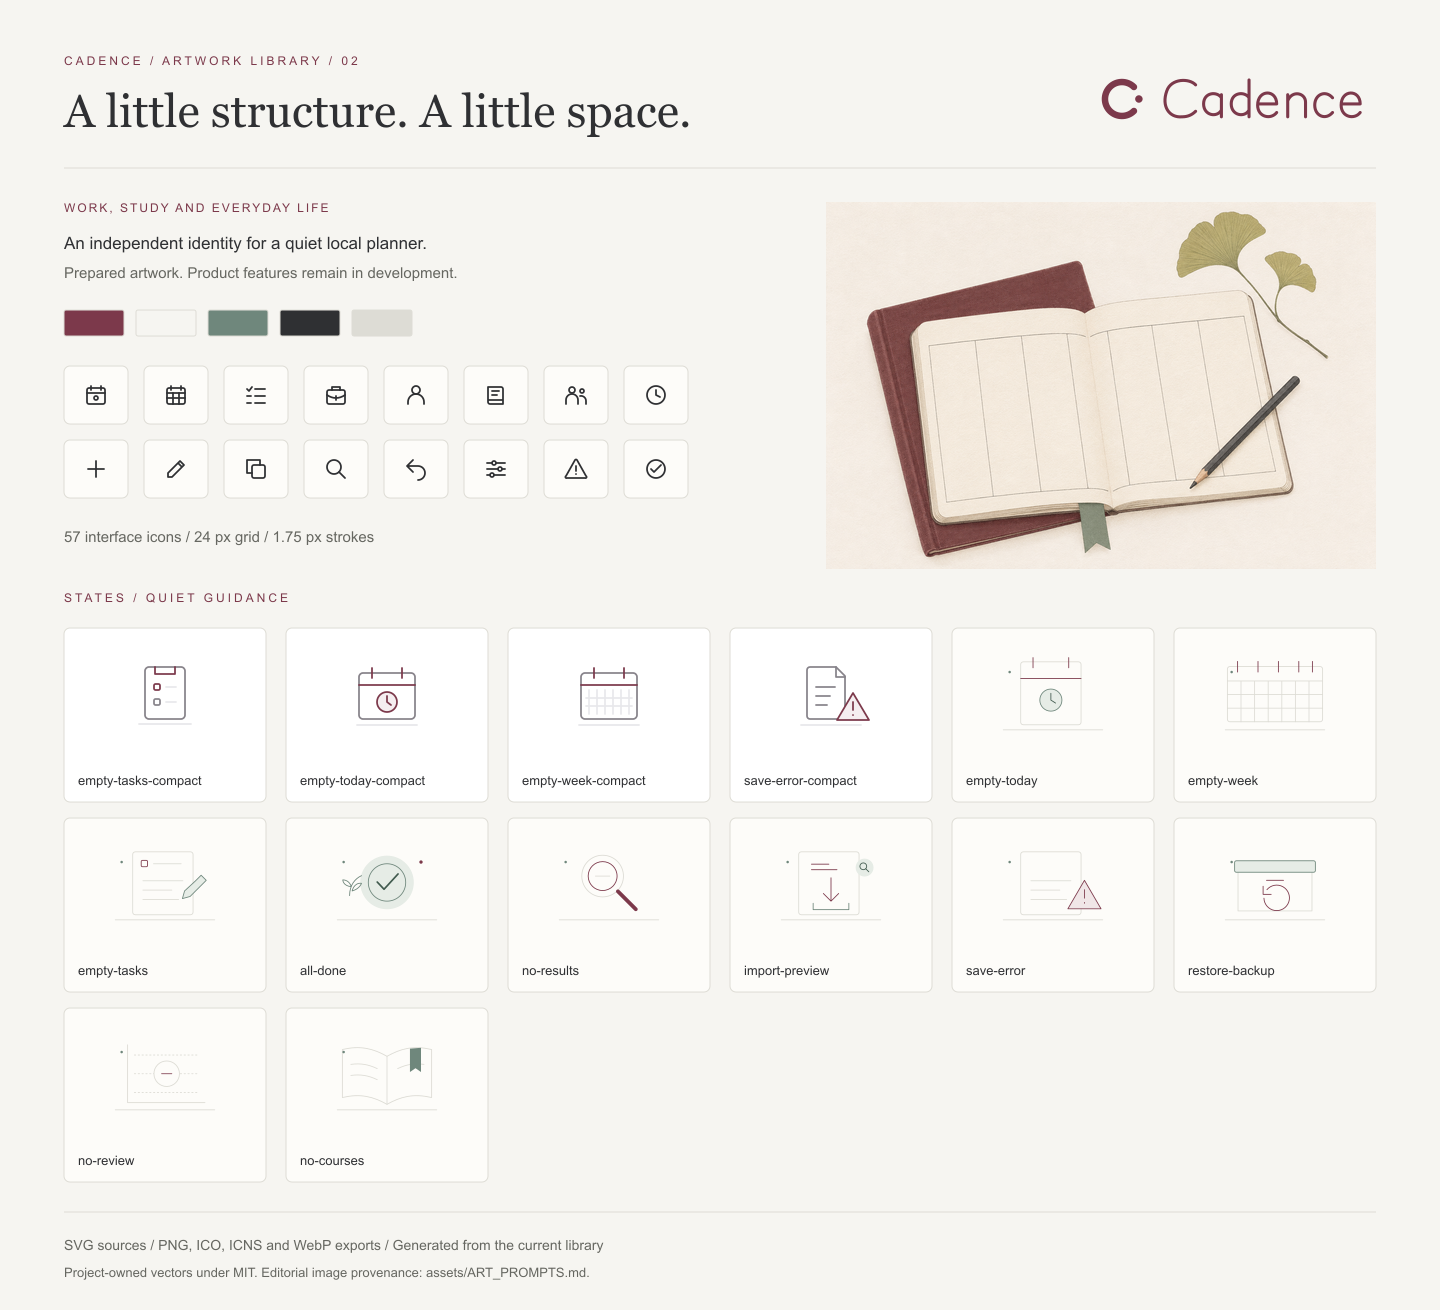 CADENCE / ARTWORK LIBRARY / 02
A little structure. A little space.
Cadence
WORK, STUDY AND EVERYDAY LIFE
An independent identity for a quiet local planner.
Prepared artwork. Product features remain in development.
57 interface icons / 24 px grid / 1.75 px strokes
STATES / QUIET GUIDANCE
empty-tasks-compact
empty-today-compact
empty-week-compact
save-error-compact
empty-today
empty-week
empty-tasks
all-done
no-results
import-preview
save-error
restore-backup
no-review
no-courses
SVG sources / PNG, ICO, ICNS and WebP exports / Generated from the current library
Project-owned vectors under MIT. Editorial image provenance: assets/ART_PROMPTS.md.